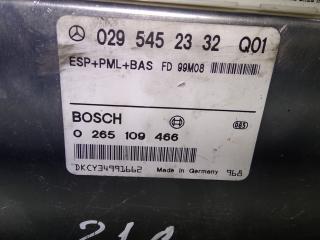 029 545 23 32 Q01
ESP+PML+BAS FD 99M08
BOSCH
0 265 109 466
DKCY34991662 Made in Germany 968